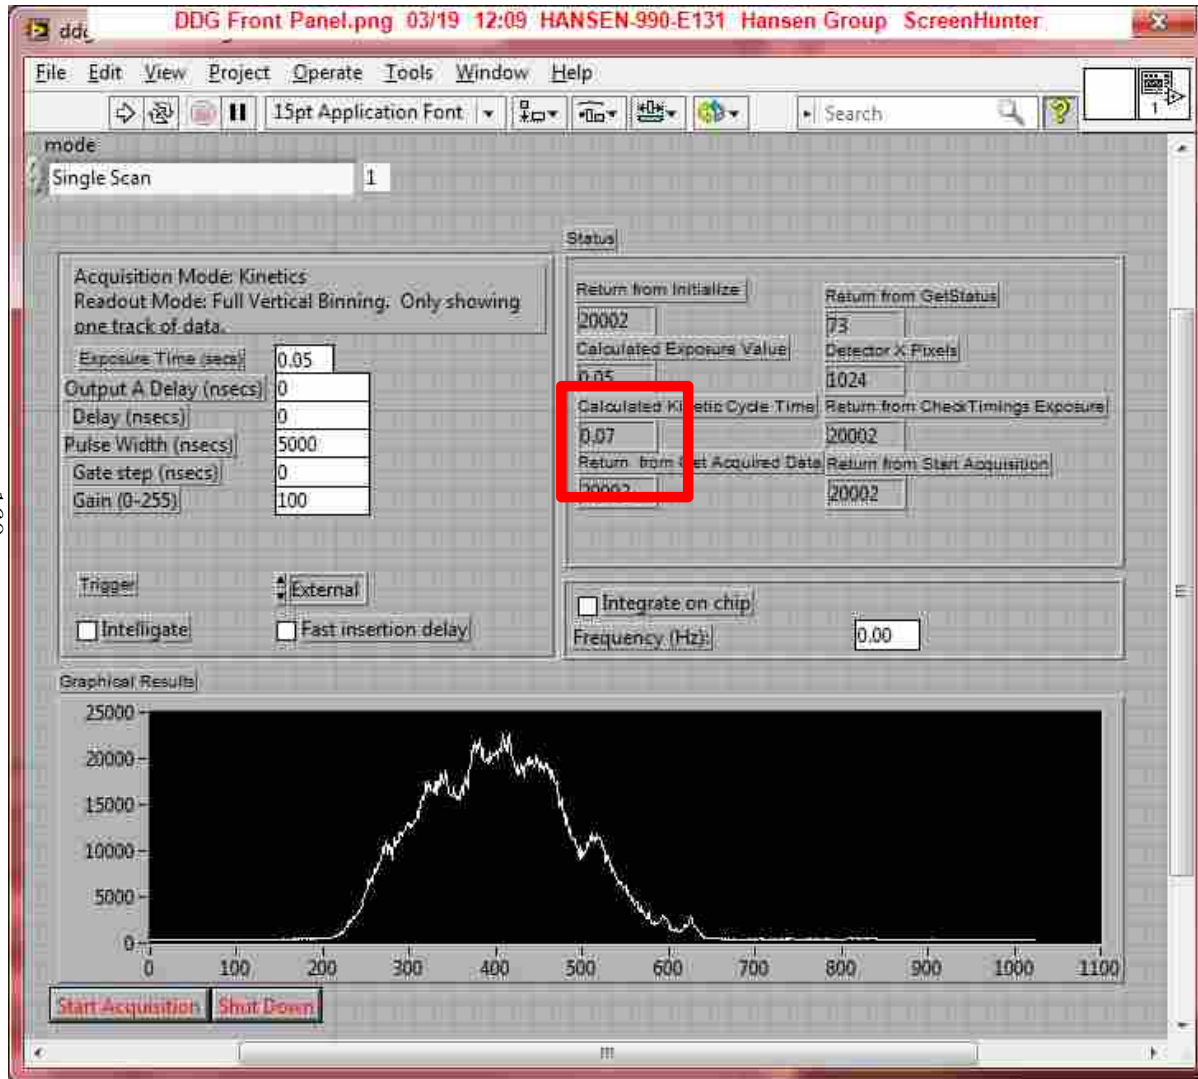 DDG Front Panel.png 03/19 12:09 HANSEN-990-E131 Hansen Group ScreenHunter
File Edit View Project Operate Tools Window Help
15pt Application Font
Search
1
mode
Single Scan 1
Status
Acquisition Mode: Kinetics
Readout Mode: Full Vertical Binning. Only showing
one track of data.
Exposure Time (secs) 0.05
Output A Delay (nsecs) 0
Delay (nsecs) 0
Pulse Width (nsecs) 5000
Gate step (nsecs) 0
Gain (0-255) 100
Trigger External
Intelligate Fast insertion delay
Return from Initialize Return from GetStatus
20002 73
Calculated Exposure Value Detector X Pixels
0.05 1024
Calculated Kinetic Cycle Time Return from CheckTimings Exposure
0.07 20002
Return from Get Acquired Data Return from Start Acquisition
20002 20002
Integrate on chip
Frequency (Hz): 0.00
Graphical Results
25000
20000
15000
10000
5000
0
0 100 200 300 400 500 600 700 800 900 1000 1100
Start Acquisition Shut Down